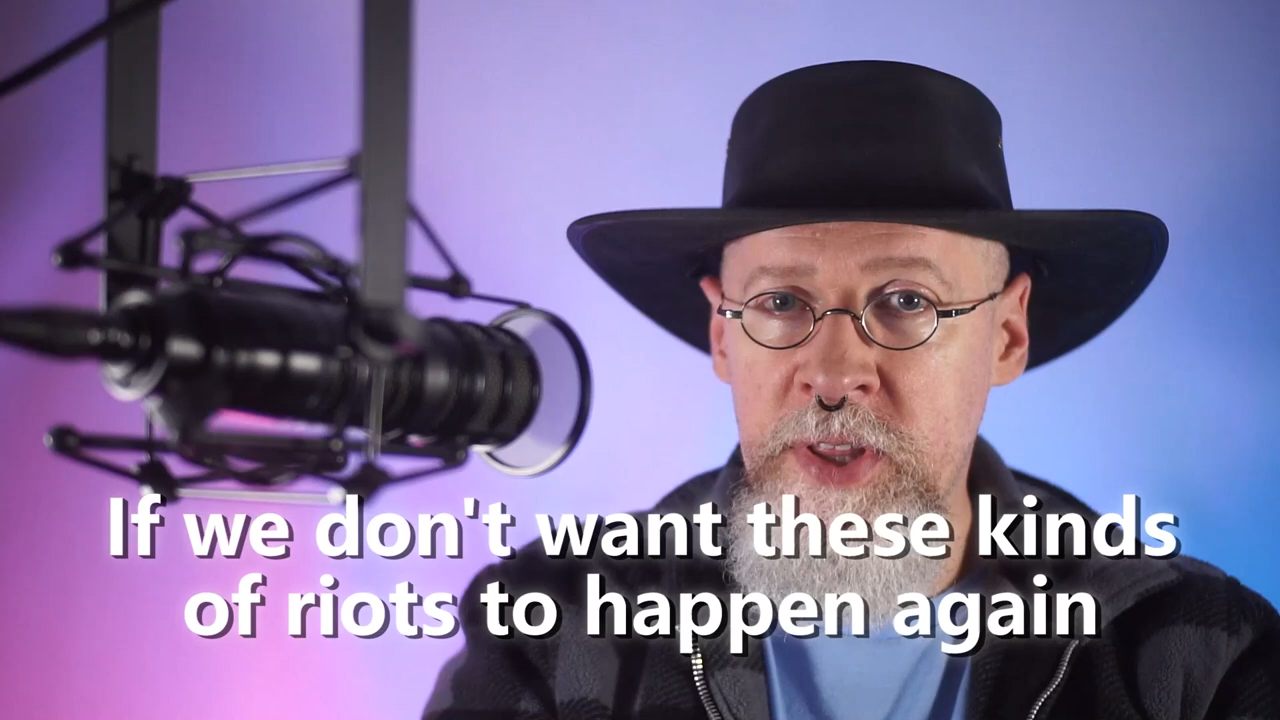 If we don't want these kinds
of riots to happen again